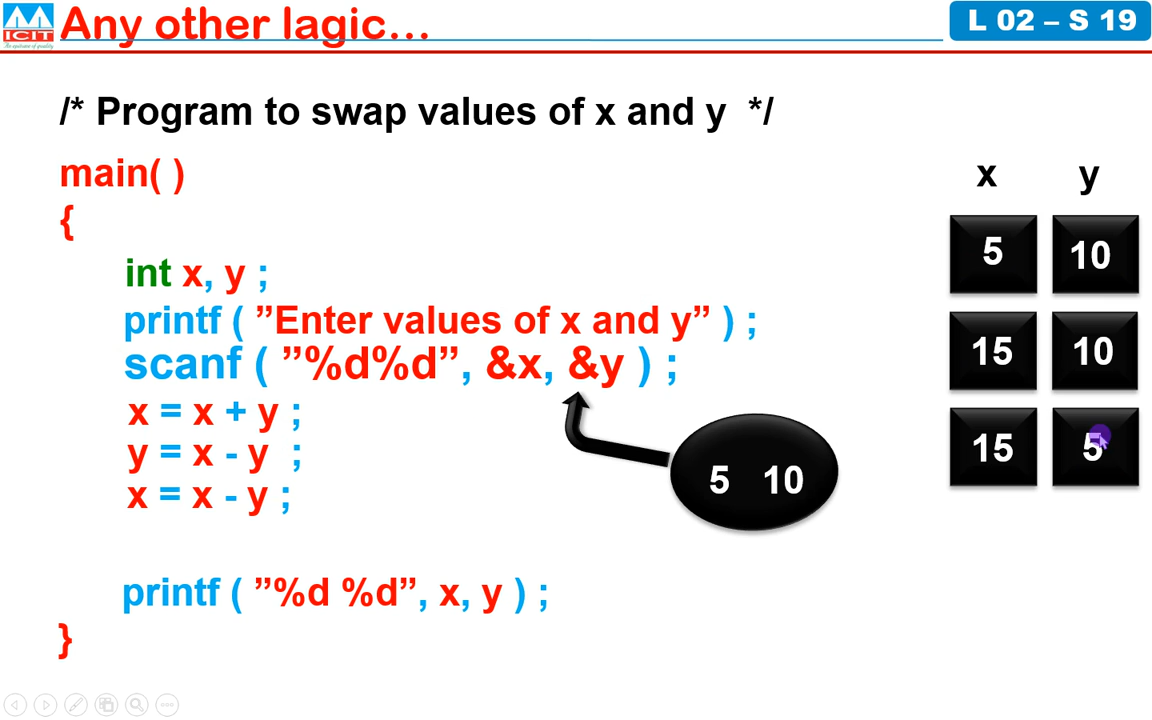 Any other lagic...
L 02 – S 19
ICIT
/* Program to swap values of x and y */
main( )
{
int x, y ;
printf ( ”Enter values of x and y” ) ;
scanf ( ”%d%d”, &x, &y ) ;
x = x + y ;
y = x - y ;
x = x - y ;
printf ( ”%d %d”, x, y ) ;
}
5 10
x y
5 10
15 10
15 5